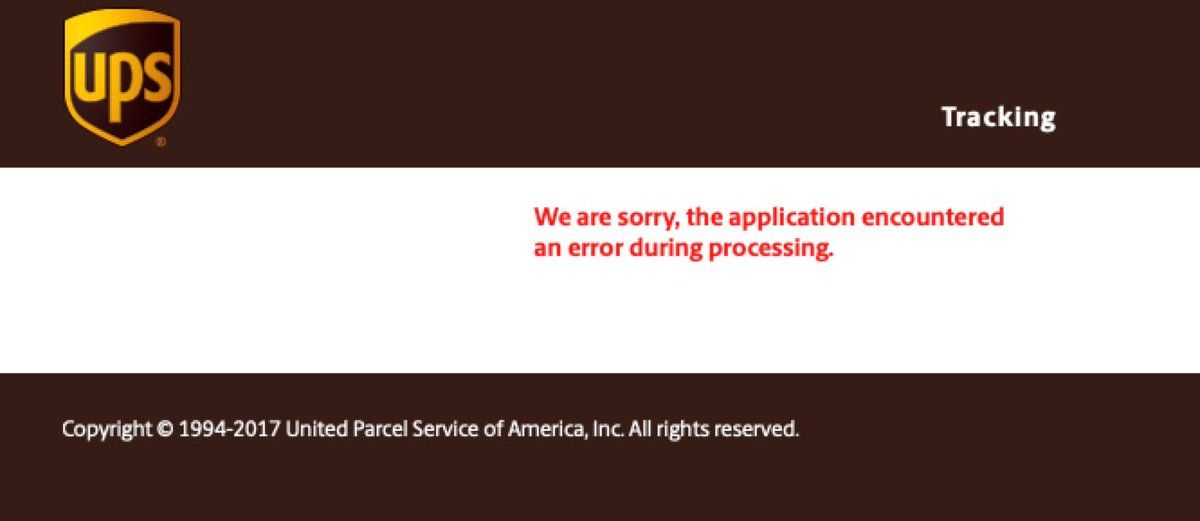 ups
®
Tracking
We are sorry, the application encountered
an error during processing.
Copyright © 1994-2017 United Parcel Service of America, Inc. All rights reserved.